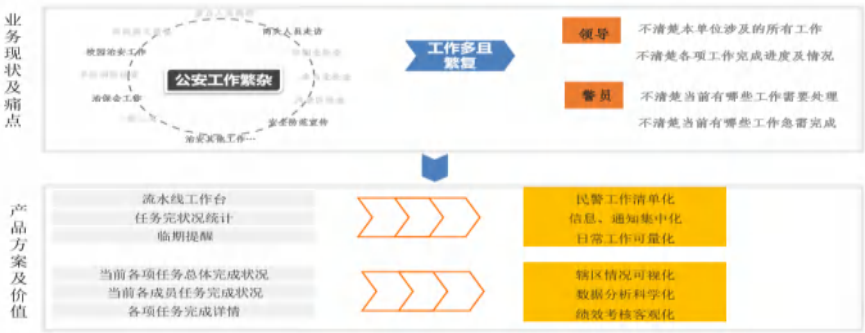 业务现状及痛点
两失人员走访
校园治安工作
公安工作繁杂
治保会工作
安全防范宣传
治安其他工作…
工作多且
繁复
领导
不清楚本单位涉及的所有工作
不清楚各项工作完成进度及情况
警员
不清楚当前有哪些工作需要处理
不清楚当前有哪些工作急需完成
产品方案及价值
流水线工作台
任务完状况统计
临期提醒
民警工作清单化
信息、通知集中化
日常工作可量化
当前各项任务总体完成状况
当前各成员任务完成状况
各项任务完成详情
辖区情况可视化
数据分析科学化
绩效考核客观化